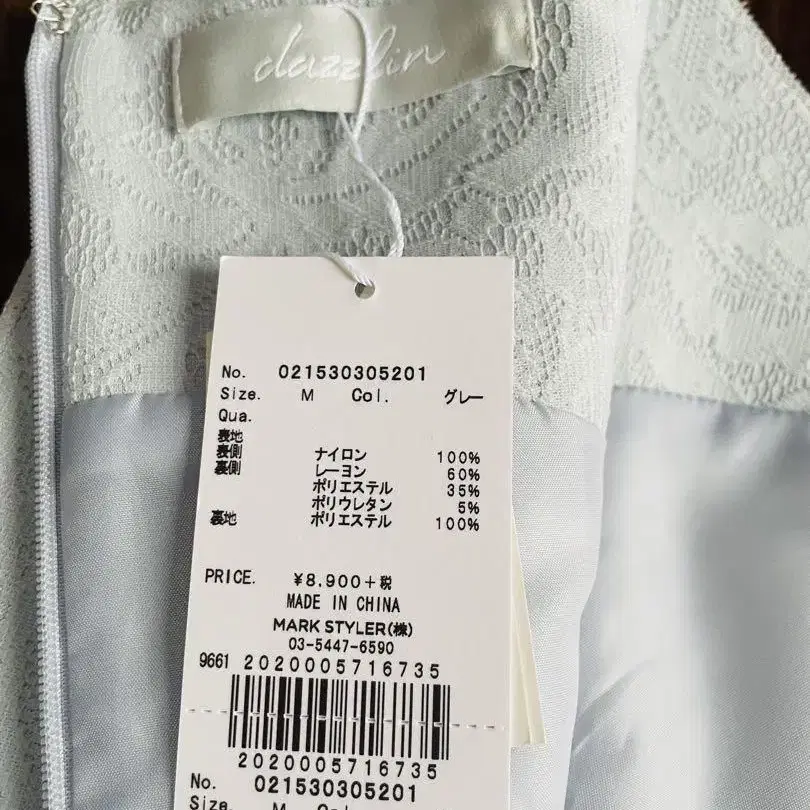 dazzlin
No. 021530305201
Size. M Col. グレー
Qua.
表地
表側 ナイロン 100%
裏側 レーヨン 60%
ポリエステル 35%
ポリウレタン 5%
裏地 ポリエステル 100%
PRICE. ¥8,900+税
MADE IN CHINA
MARK STYLER(株)
03-5447-6590
9661 2020005716735
2020005716735
No. 021530305201
Size. M Col.